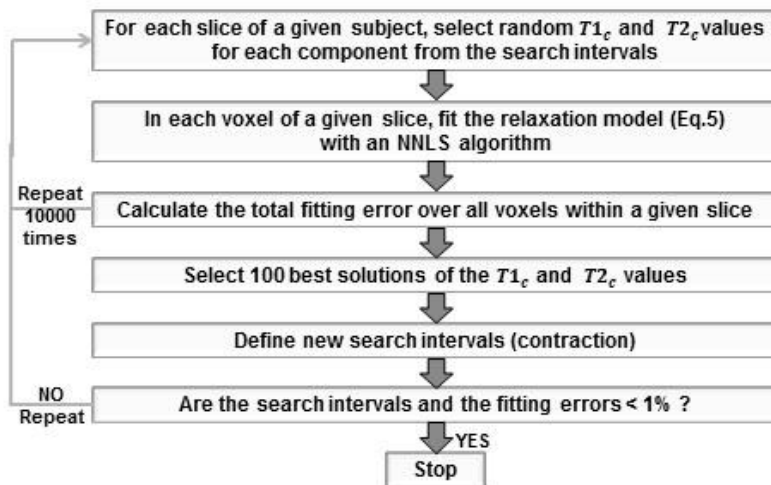 For each slice of a given subject, select random T1c and T2c values
for each component from the search intervals
In each voxel of a given slice, fit the relaxation model (Eq.5)
with an NNLS algorithm
Repeat
10000
times
Calculate the total fitting error over all voxels within a given slice
Select 100 best solutions of the T1c and T2c values
Define new search intervals (contraction)
NO
Repeat
Are the search intervals and the fitting errors < 1% ?
YES
Stop